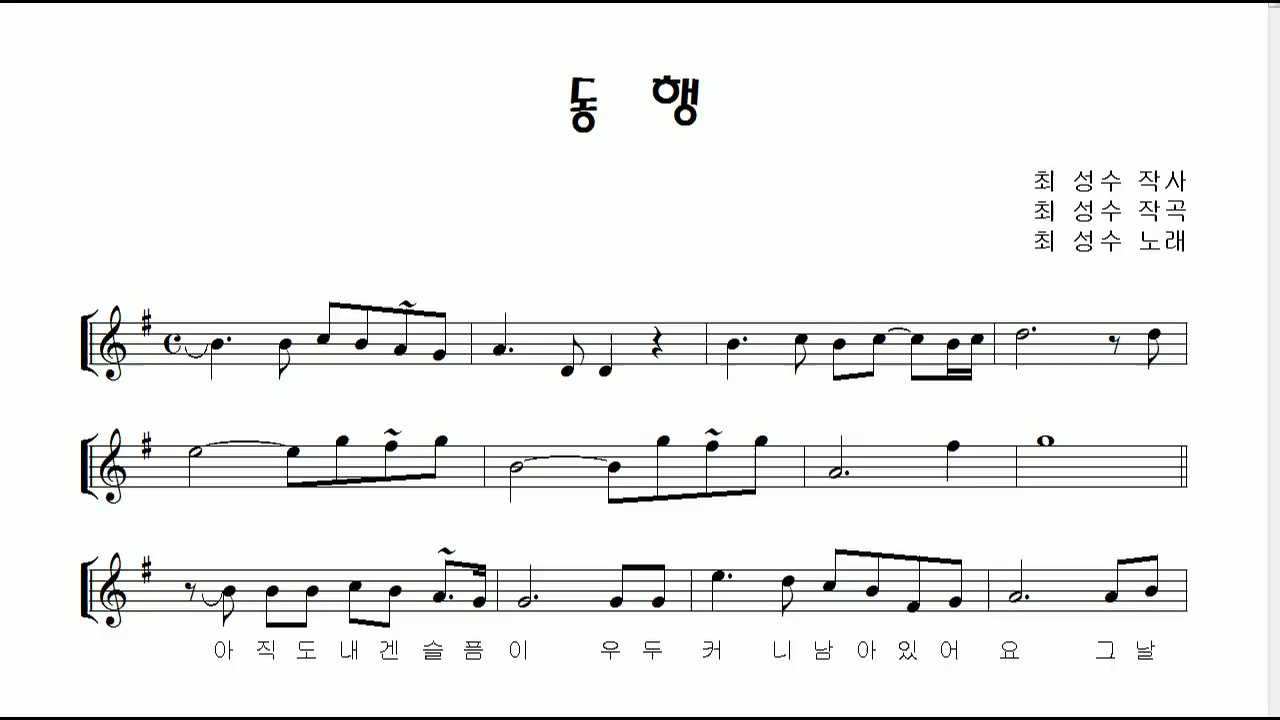 동 행
최 성수 작사
최 성수 작곡
최 성수 노래
아 직 도 내 겐 슬 픔 이 우 두 커 니 남 아 있 어 요 그 날